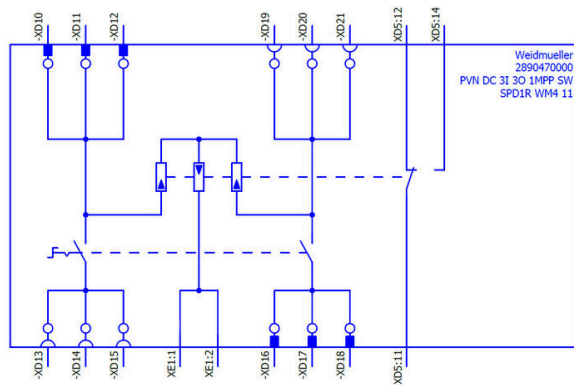 -XD10
-XD11
-XD12
-XD19
-XD20
-XD21
XD5:12
XD5:14
Weidmueller
2890470000
PVN DC 3I 3O 1MPP SW
SPD1R WM4 11
-XD13
-XD14
-XD15
XE1:1
XE1:2
-XD16
-XD17
-XD18
XD5:11